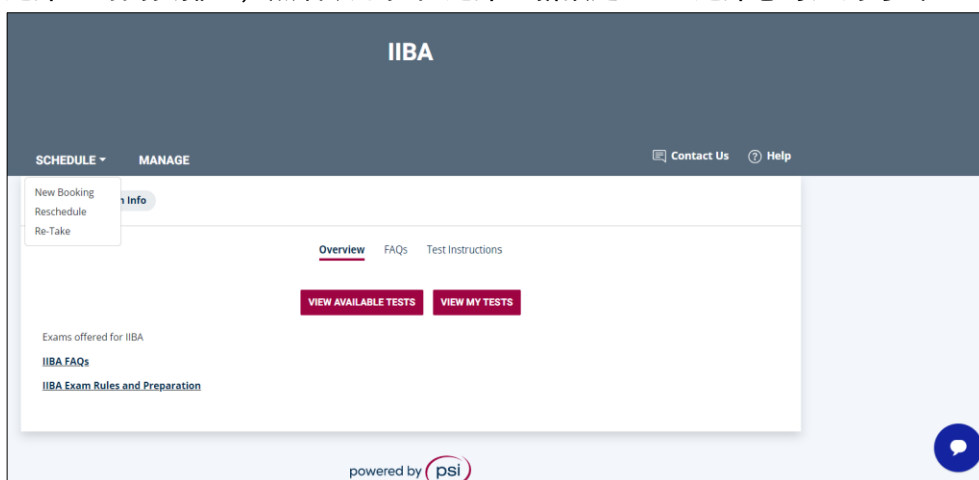 IIBA
SCHEDULE MANAGE Contact Us Help
New Booking
Info
Reschedule
Re-Take
Overview FAQs Test Instructions
VIEW AVAILABLE TESTS VIEW MY TESTS
Exams offered for IIBA
IIBA FAQs
IIBA Exam Rules and Preparation
powered by psi